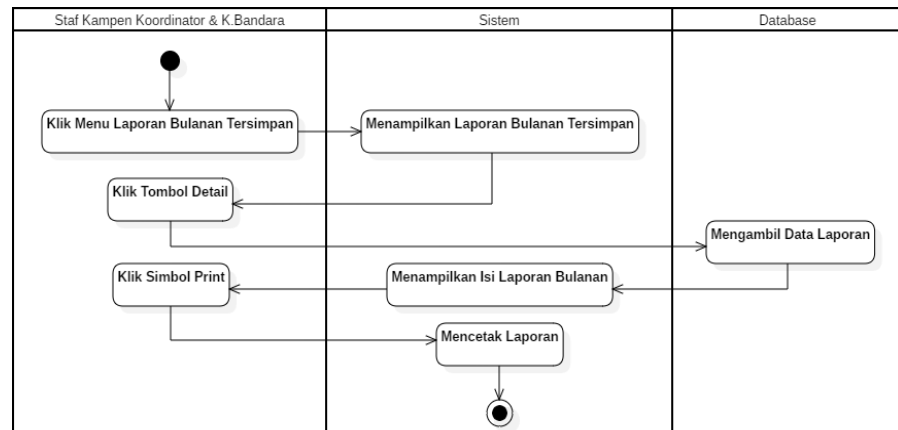 Staf Kampen Koordinator & K.Bandara
Sistem
Database
Klik Menu Laporan Bulanan Tersimpan
Menampilkan Laporan Bulanan Tersimpan
Klik Tombol Detail
Mengambil Data Laporan
Klik Simbol Print
Menampilkan Isi Laporan Bulanan
Mencetak Laporan